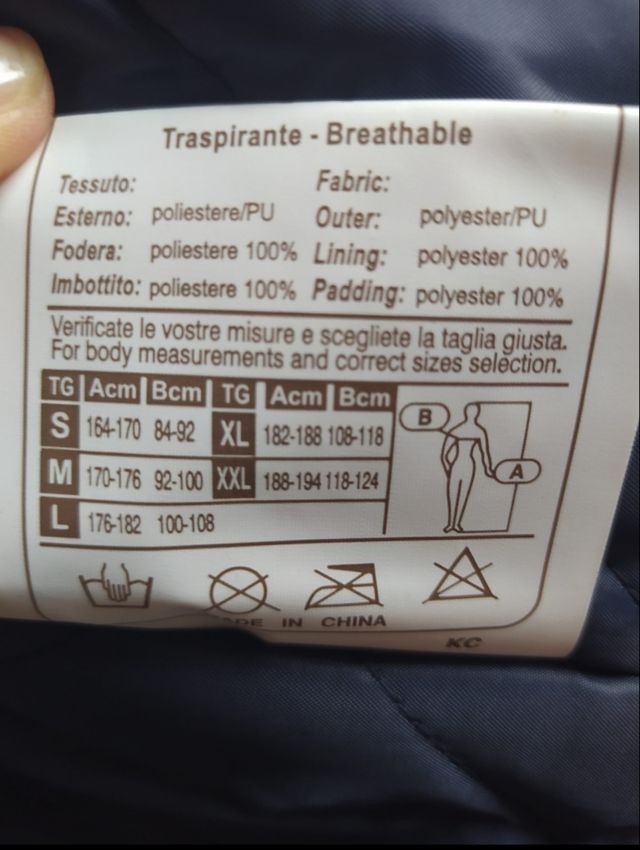 Traspirante - Breathable
Tessuto: Fabric:
Esterno: poliestere/PU Outer: polyester/PU
Fodera: poliestere 100% Lining: polyester 100%
Imbottito: poliestere 100% Padding: polyester 100%
Verificate le vostre misure e scegliete la taglia giusta.
For body measurements and correct sizes selection.
TG Acm Bcm TG Acm Bcm
S 164-170 84-92 XL 182-188 108-118
M 170-176 92-100 XXL 188-194 118-124
L 176-182 100-108
B
A
IN CHINA
KC